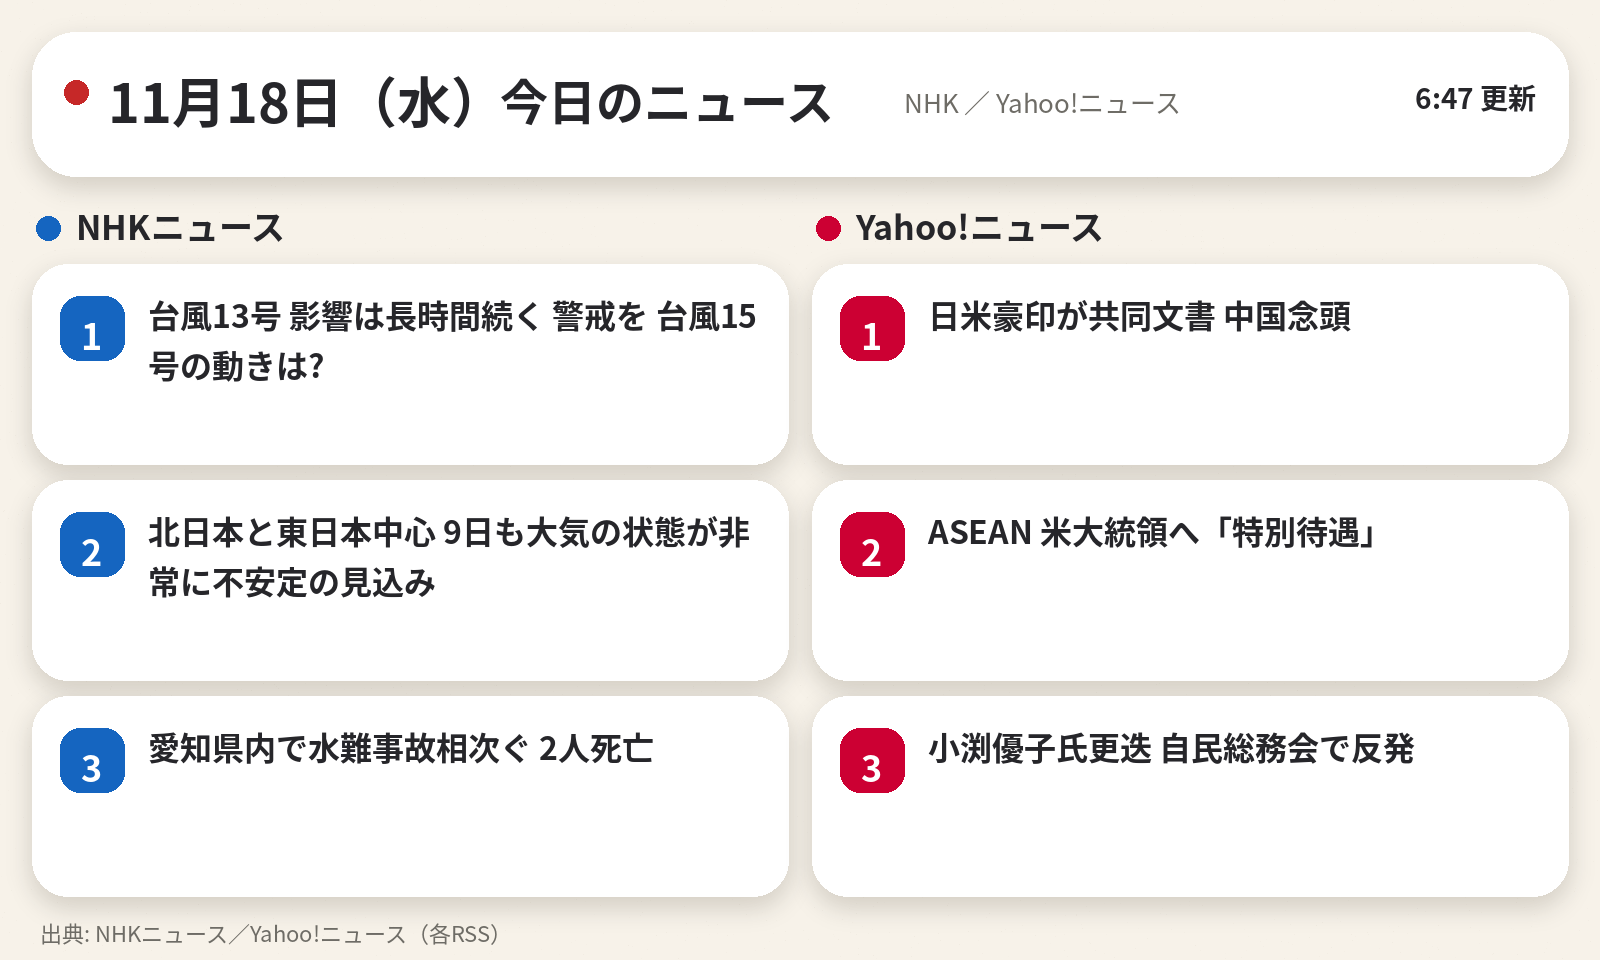 11月18日（水）今日のニュース
NHK ／ Yahoo!ニュース
6:47 更新
NHKニュース
1
台風13号 影響は長時間続く 警戒を 台風15
号の動きは?
2
北日本と東日本中心 9日も大気の状態が非
常に不安定の見込み
3
愛知県内で水難事故相次ぐ 2人死亡
Yahoo!ニュース
1
日米豪印が共同文書 中国念頭
2
ASEAN 米大統領へ「特別待遇」
3
小渕優子氏更迭 自民総務会で反発
出典: NHKニュース／Yahoo!ニュース（各RSS）